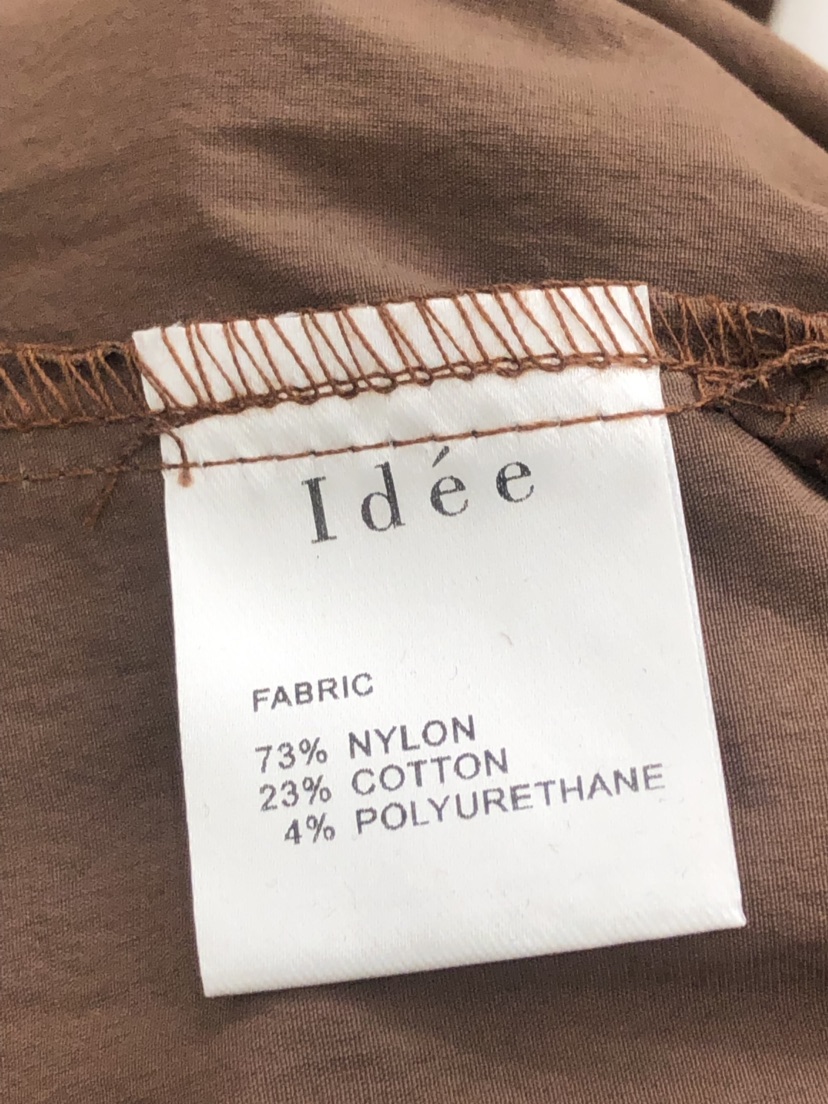 Idée
FABRIC
73% NYLON
23% COTTON
4% POLYURETHANE